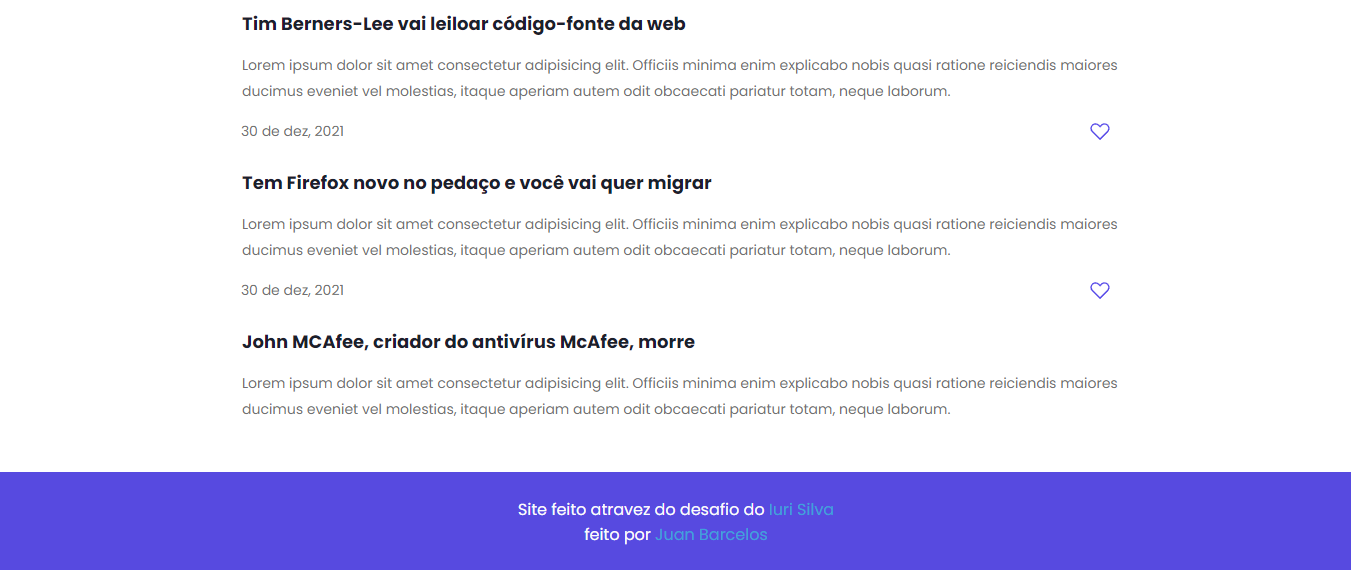 Tim Berners-Lee vai leiloar código-fonte da web
Lorem ipsum dolor sit amet consectetur adipisicing elit. Officiis minima enim explicabo nobis quasi ratione reiciendis maiores
ducimus eveniet vel molestias, itaque aperiam autem odit obcaecati pariatur totam, neque laborum.
30 de dez, 2021
Tem Firefox novo no pedaço e você vai quer migrar
Lorem ipsum dolor sit amet consectetur adipisicing elit. Officiis minima enim explicabo nobis quasi ratione reiciendis maiores
ducimus eveniet vel molestias, itaque aperiam autem odit obcaecati pariatur totam, neque laborum.
30 de dez, 2021
John MCAfee, criador do antivírus McAfee, morre
Lorem ipsum dolor sit amet consectetur adipisicing elit. Officiis minima enim explicabo nobis quasi ratione reiciendis maiores
ducimus eveniet vel molestias, itaque aperiam autem odit obcaecati pariatur totam, neque laborum.
Site feito atravez do desafio do Iuri Silva
feito por Juan Barcelos